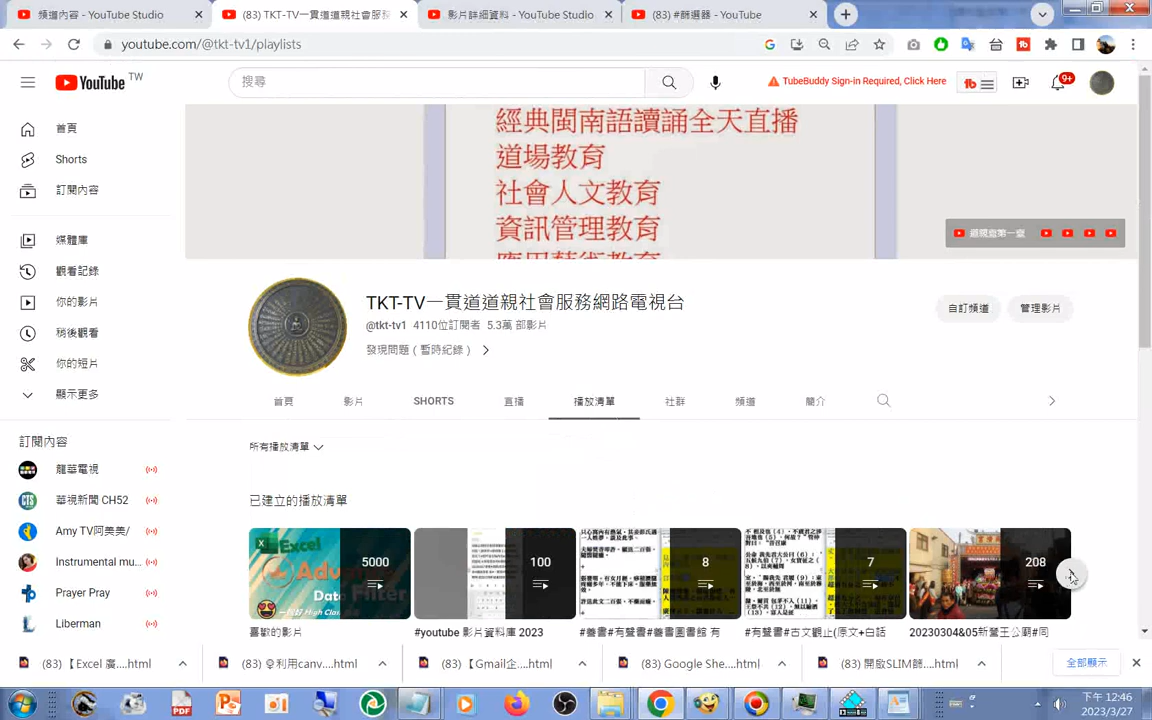 頻道內容 - YouTube Studio
(83) TKT-TV一貫道道親社會服務
影片詳細資料 - YouTube Studio
(83) #篩選器 - YouTube
youtube.com/@tkt-tv1/playlists
YouTube TW
搜尋
TubeBuddy Sign-in Required, Click Here
9+
首頁
Shorts
訂閱內容
媒體庫
觀看記錄
你的影片
稍後觀看
你的短片
顯示更多
訂閱內容
龍華電視
華視新聞 CH52
Amy TV阿美美/
Instrumental mu...
Prayer Pray
Liberman
經典閩南語讀誦全天直播
道場教育
社會人文教育
資訊管理教育
應用藝術教育
TKT-TV一貫道道親社會服務網路電視台
@tkt-tv1 4110位訂閱者 5.3萬 部影片
發現問題（暫時紀錄）
自訂頻道
管理影片
首頁
影片
SHORTS
直播
播放清單
社群
頻道
簡介
所有播放清單
已建立的播放清單
Excel
5000
100
8
7
208
喜歡的影片
#youtube 影片資料庫 2023
#善書#有聲書#善書圖書館 有
#有聲書#古文觀止(原文+白話
20230304&05新營王公廟#同
(83)【Excel 廣....html
(83) 利用canv....html
(83)【Gmail企....html
(83) Google She....html
(83) 開啟SLIM篩....html
全部顯示
下午 12:46
2023/3/27